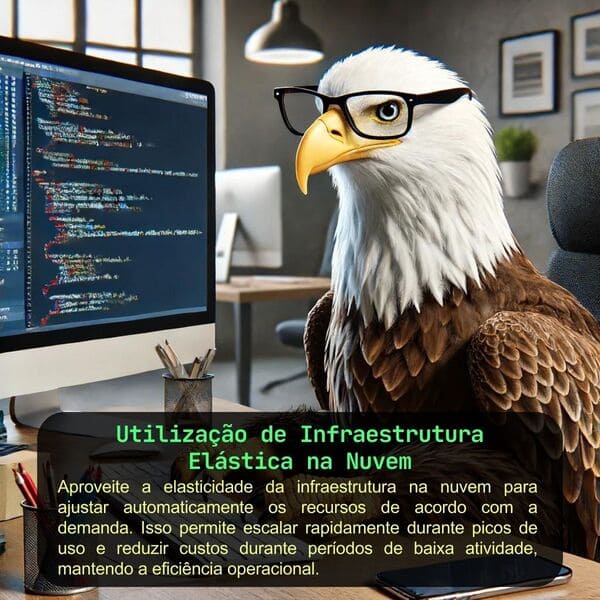 Utilização de Infraestrutura
Elástica na Nuvem
Aproveite a elasticidade da infraestrutura na nuvem para
ajustar automaticamente os recursos de acordo com a
demanda. Isso permite escalar rapidamente durante picos de
uso e reduzir custos durante períodos de baixa atividade,
mantendo a eficiência operacional.